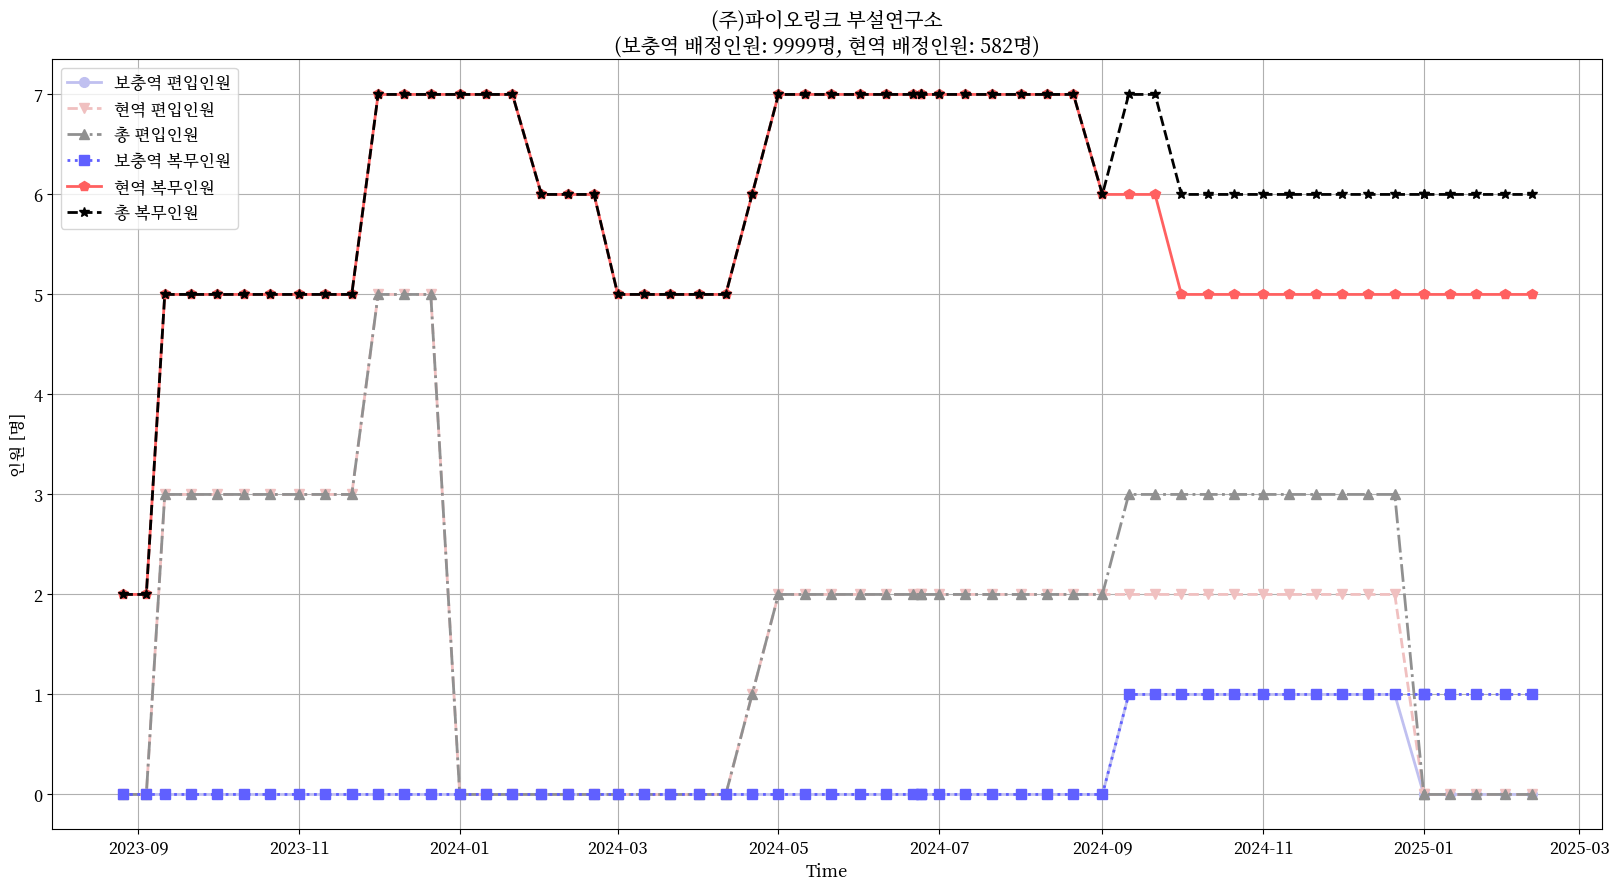 (주)파이오링크 부설연구소
(보충역 배정인원: 9999명, 현역 배정인원: 582명)
보충역 편입인원
현역 편입인원
총 편입인원
보충역 복무인원
현역 복무인원
총 복무인원
인원 [명]
7
6
5
4
3
2
1
0
2023-09
2023-11
2024-01
2024-03
2024-05
2024-07
2024-09
2024-11
2025-01
2025-03
Time